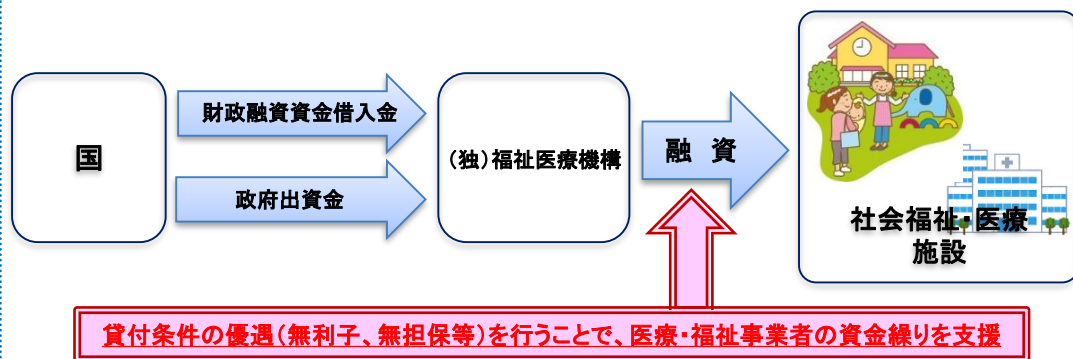 国
財政融資資金借入金
政府出資金
(独)福祉医療機構
融 資
社会福祉・医療
施設
貸付条件の優遇(無利子、無担保等)を行うことで、医療・福祉事業者の資金繰りを支援